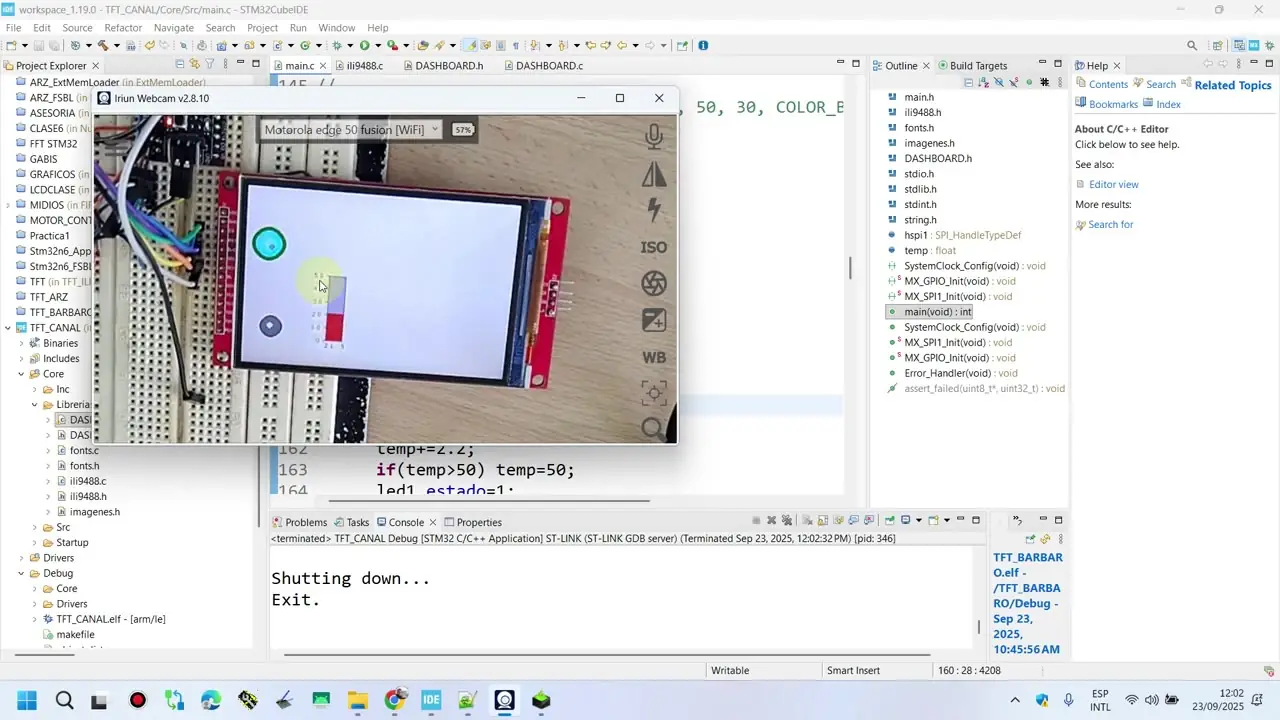 workspace_1.19.0 - TFT_CANAL/Core/Src/main.c - STM32CubeIDE
File Edit Source Refactor Navigate Search Project Run Window Help
Project Explorer
main.c
ili9488.c
DASHBOARD.h
DASHBOARD.c
Outline
Build Targets
Help
ARZ_ExtMemLoader (in ExtMemLoader)
ARZ_FSBL
ASESORIA
CLASE6
FFT STM32
GABIS
GRAFICOS
LCDCLASE
MIDIOS
MOTOR_CONT
Practica1
Stm32n6_App
Stm32n6_FSBL
TFT
TFT_ARZ
TFT_BARBARO
TFT_CANAL
Binaries
Includes
Core
Inc
Libreria
DASH
DASH
fonts.c
fonts.h
ili9488.c
ili9488.h
imagenes.h
Src
Startup
Drivers
Debug
Core
Drivers
TFT_CANAL.elf - [arm/le]
makefile
Iriun Webcam v2.8.10
Motorola edge 50 fusion [WiFi]
57%
ISO
WB
145 //
, 50, 30, COLOR_B
162 temp+=2.2;
163 if(temp>50) temp=50;
164 led1.estado=1;
main.h
ili9488.h
fonts.h
imagenes.h
DASHBOARD.h
stdio.h
stdlib.h
stdint.h
string.h
hspi1 : SPI_HandleTypeDef
temp : float
SystemClock_Config(void) : void
MX_GPIO_Init(void) : void
MX_SPI1_Init(void) : void
main(void) : int
SystemClock_Config(void) : void
MX_SPI1_Init(void) : void
MX_GPIO_Init(void) : void
Error_Handler(void) : void
assert_failed(uint8_t*, uint32_t) : void
Contents Search Related Topics
Bookmarks Index
About C/C++ Editor
Click below to see help.
See also:
Editor view
More results:
Search for
Problems Tasks Console Properties
<terminated> TFT_CANAL Debug [STM32 C/C++ Application] ST-LINK (ST-LINK GDB server) (Terminated Sep 23, 2025, 12:02:32 PM) [pid: 346]
Shutting down...
Exit.
TFT_BARBAR
O.elf -
/TFT_BARBA
RO/Debug -
Sep 23,
2025,
10:45:56 AM
Writable
Smart Insert
160 : 28 : 4208
IDE
ESP
INTL
12:02
23/09/2025